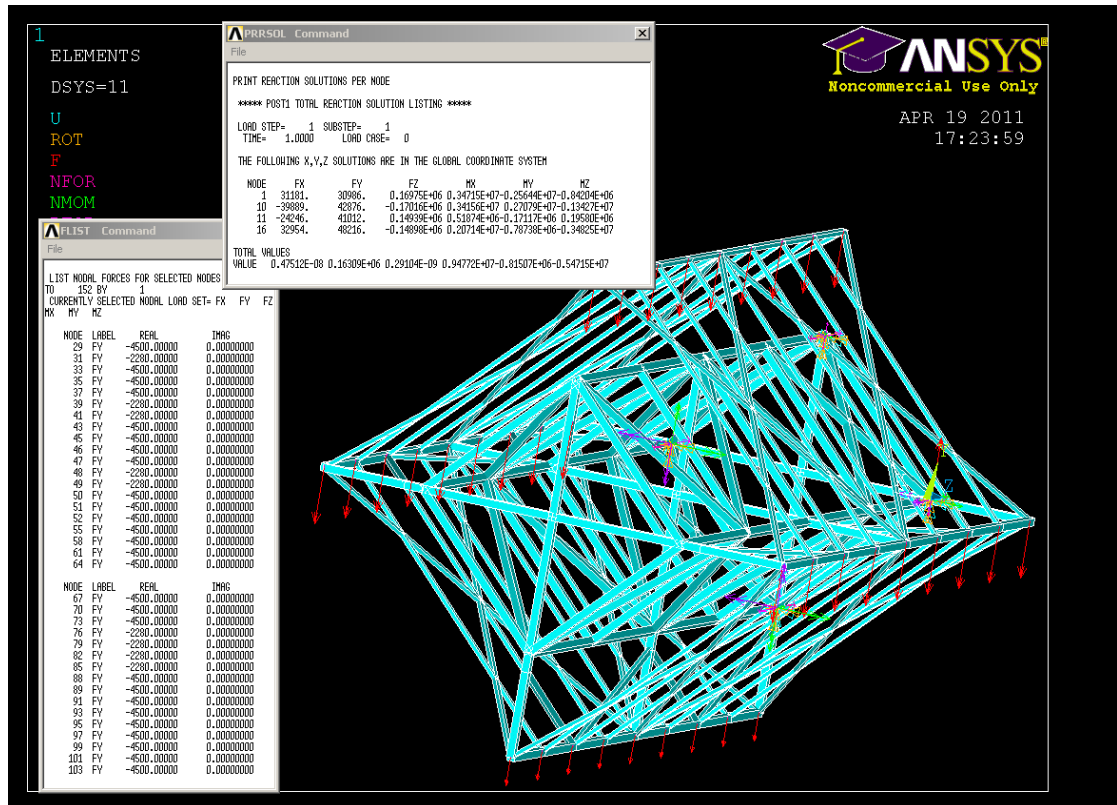 1
ELEMENTS
DSYS=11
U
ROT
F
NFOR
NMOM
PRRSOL Command
File
PRINT REACTION SOLUTIONS PER NODE
***** POST1 TOTAL REACTION SOLUTION LISTING *****
LOAD STEP= 1 SUBSTEP= 1
TIME= 1.0000 LOAD CASE= 0
THE FOLLOWING X,Y,Z SOLUTIONS ARE IN THE GLOBAL COORDINATE SYSTEM
NODE FX FY FZ MX MY MZ
1 31181. 30986. 0.16975E+06 0.34715E+07-0.25644E+07-0.84204E+06
10 -39889. 42876. -0.17016E+06 0.34156E+07 0.27079E+07-0.13427E+07
11 -24246. 41012. 0.14939E+06 0.51874E+06-0.17117E+06 0.19580E+06
16 32954. 48216. -0.14898E+06 0.20714E+07-0.78738E+06-0.34825E+07
TOTAL VALUES
VALUE 0.47512E-08 0.16309E+06 0.29104E-09 0.94772E+07-0.81507E+06-0.54715E+07
ANSYS®
Noncommercial Use Only
APR 19 2011
17:23:59
FLIST Command
File
LIST NODAL FORCES FOR SELECTED NODES
TO 152 BY 1
CURRENTLY SELECTED NODAL LOAD SET= FX FY FZ
MX MY MZ
NODE LABEL REAL IMAG
29 FY -4500.00000 0.00000000
31 FY -2280.00000 0.00000000
33 FY -4500.00000 0.00000000
35 FY -4500.00000 0.00000000
37 FY -4500.00000 0.00000000
39 FY -2280.00000 0.00000000
41 FY -2280.00000 0.00000000
43 FY -4500.00000 0.00000000
45 FY -4500.00000 0.00000000
46 FY -4500.00000 0.00000000
47 FY -4500.00000 0.00000000
48 FY -2280.00000 0.00000000
49 FY -2280.00000 0.00000000
50 FY -4500.00000 0.00000000
51 FY -4500.00000 0.00000000
52 FY -4500.00000 0.00000000
55 FY -4500.00000 0.00000000
58 FY -4500.00000 0.00000000
61 FY -4500.00000 0.00000000
64 FY -4500.00000 0.00000000
NODE LABEL REAL IMAG
67 FY -4500.00000 0.00000000
70 FY -4500.00000 0.00000000
73 FY -4500.00000 0.00000000
76 FY -2280.00000 0.00000000
79 FY -2280.00000 0.00000000
82 FY -2280.00000 0.00000000
85 FY -2280.00000 0.00000000
88 FY -4500.00000 0.00000000
89 FY -4500.00000 0.00000000
91 FY -4500.00000 0.00000000
93 FY -4500.00000 0.00000000
95 FY -4500.00000 0.00000000
97 FY -4500.00000 0.00000000
99 FY -4500.00000 0.00000000
101 FY -4500.00000 0.00000000
103 FY -4500.00000 0.00000000
Z